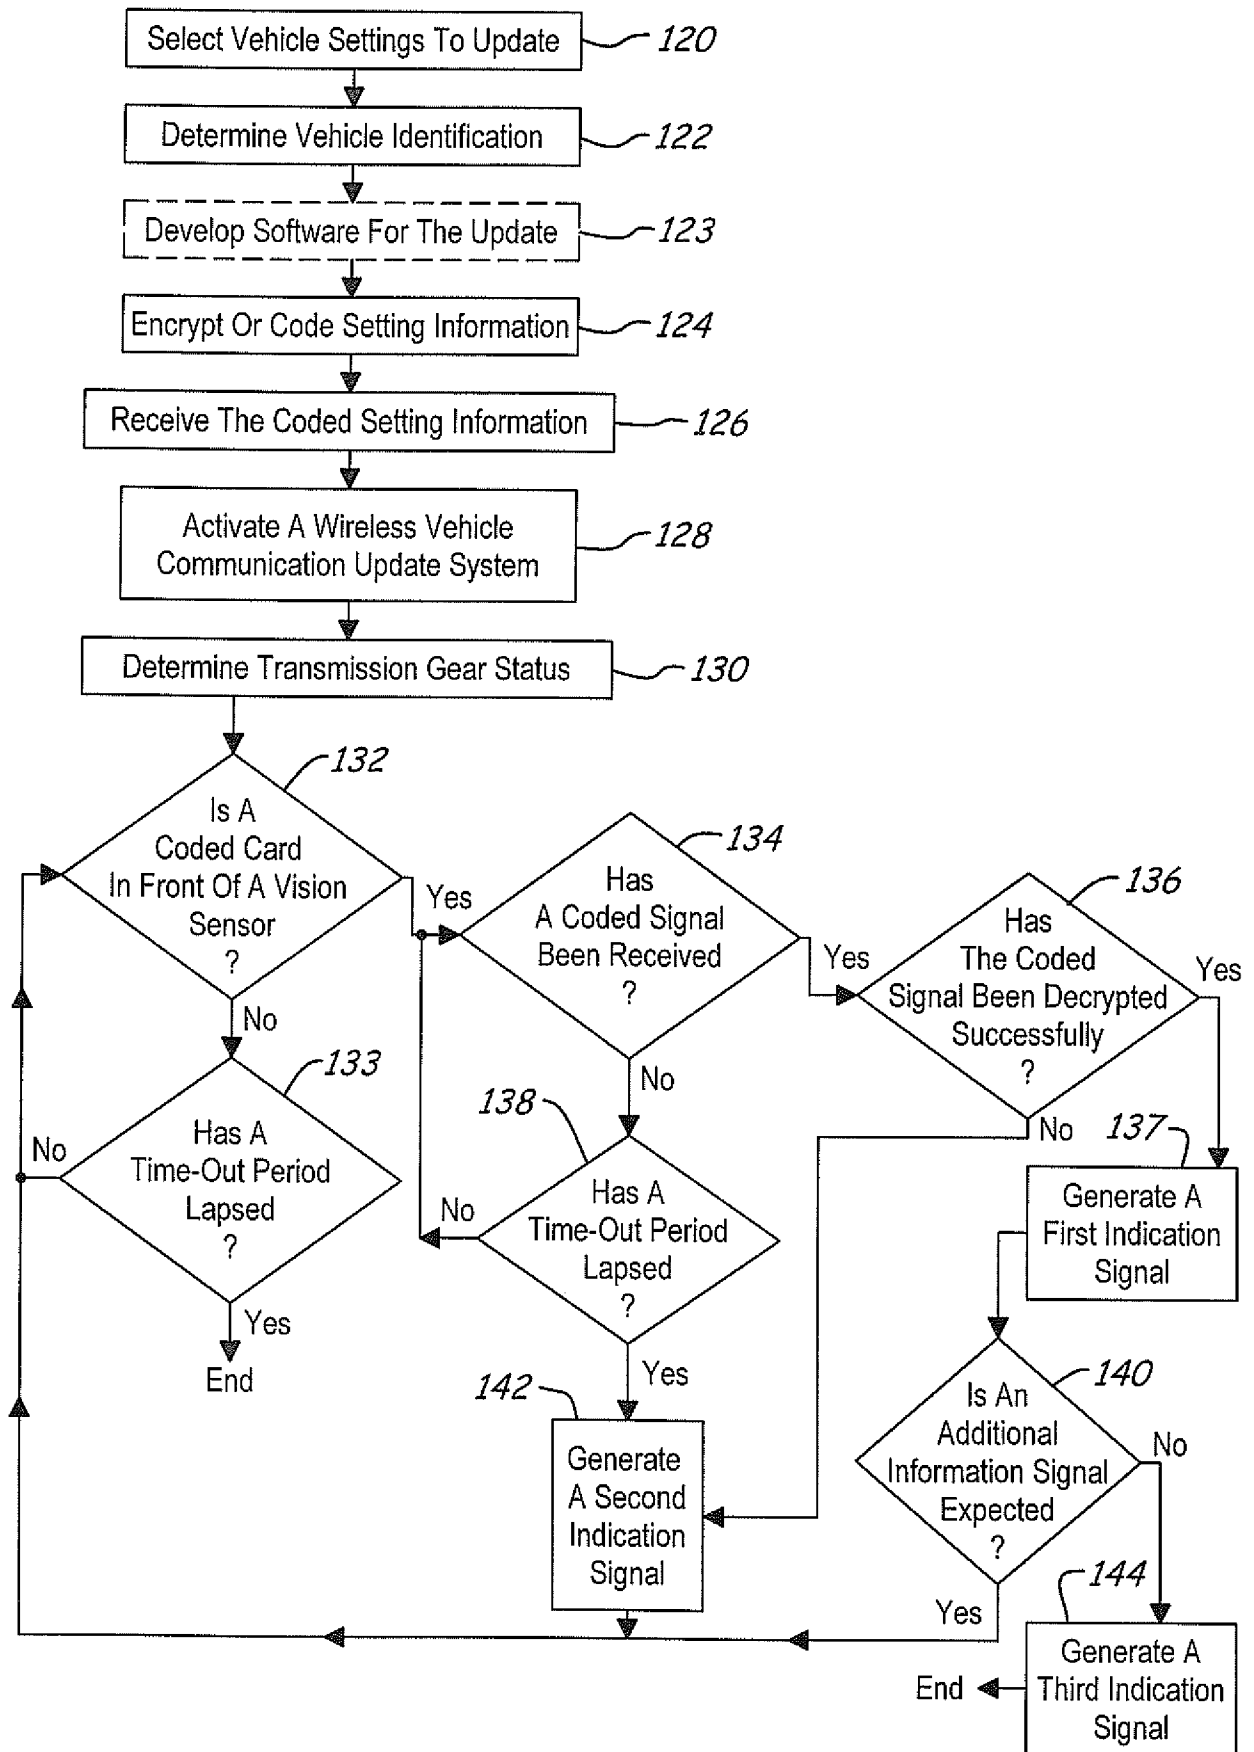 Select Vehicle Settings To Update
120
Determine Vehicle Identification
122
Develop Software For The Update
123
Encrypt Or Code Setting Information
124
Receive The Coded Setting Information
126
Activate A Wireless Vehicle
Communication Update System
128
Determine Transmission Gear Status
130
132
Is A
Coded Card
In Front Of A Vision
Sensor
?
Yes
No
133
Has A
Time-Out Period
Lapsed
?
No
Yes
End
134
Has
A Coded Signal
Been Received
?
Yes
No
138
Has A
Time-Out Period
Lapsed
?
No
Yes
142
Generate
A Second
Indication
Signal
136
Has
The Coded
Signal Been Decrypted
Successfully
?
Yes
No
137
Generate A
First Indication
Signal
140
Is An
Additional
Information Signal
Expected
?
No
Yes
144
Generate A
Third Indication
Signal
End